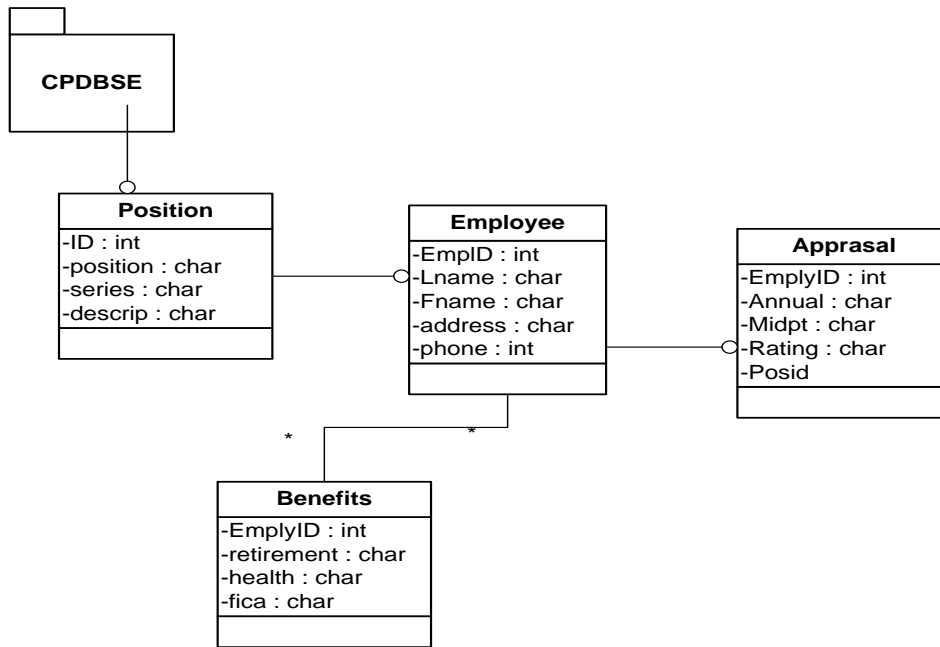 CPDBSE
Position
-ID : int
-position : char
-series : char
-descrip : char
Employee
-EmpID : int
-Lname : char
-Fname : char
-address : char
-phone : int
Apprasal
-EmplyID : int
-Annual : char
-Midpt : char
-Rating : char
-Posid
* *
Benefits
-EmplyID : int
-retirement : char
-health : char
-fica : char